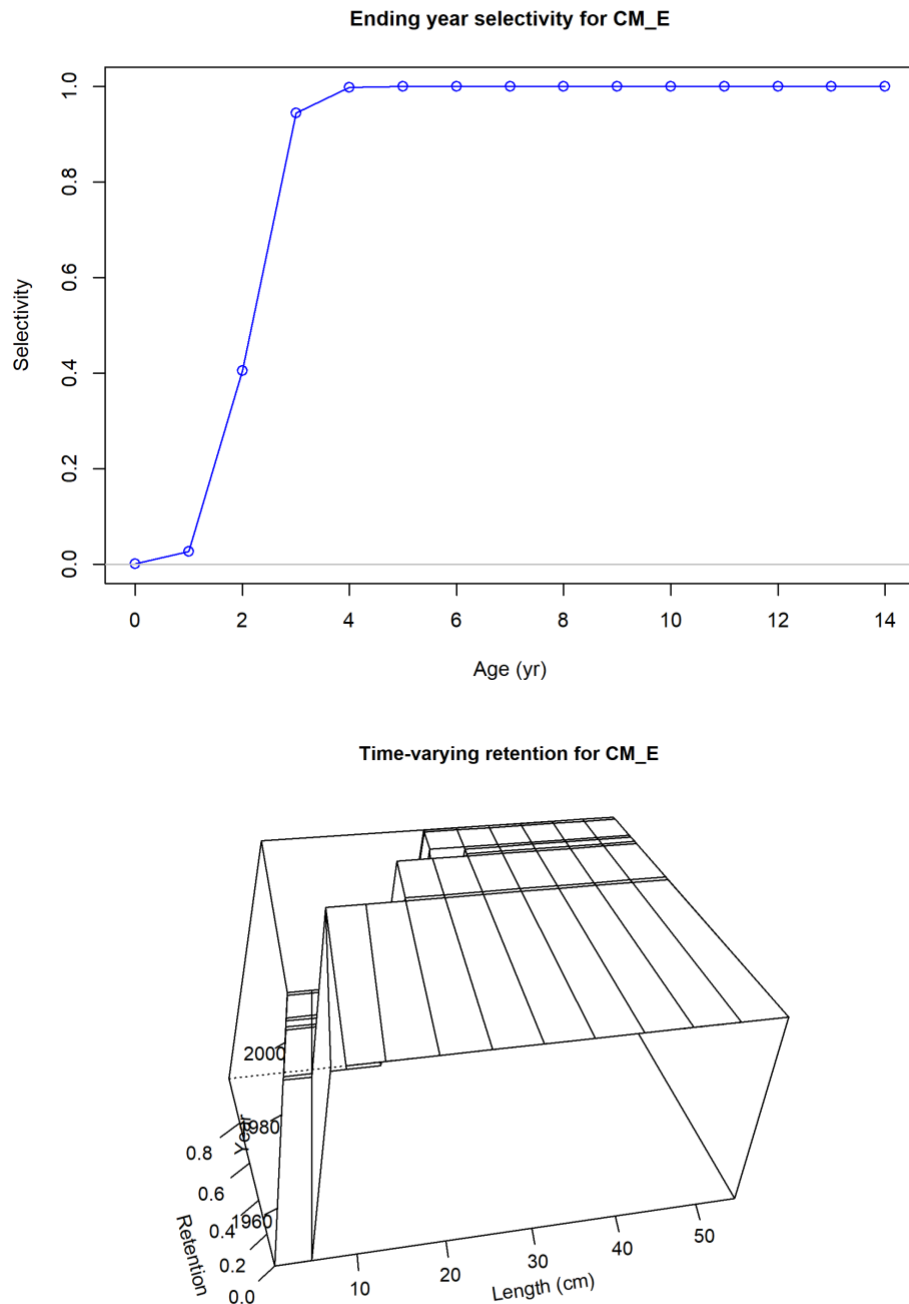 Ending year selectivity for CM_E
1.0
0.8
0.6
0.4
0.2
0.0
Selectivity
0 2 4 6 8 10 12 14
Age (yr)
Time-varying retention for CM_E
2000
1980
1960
Year
0.8
0.6
0.4
0.2
0.0
Retention
10 20 30 40 50
Length (cm)